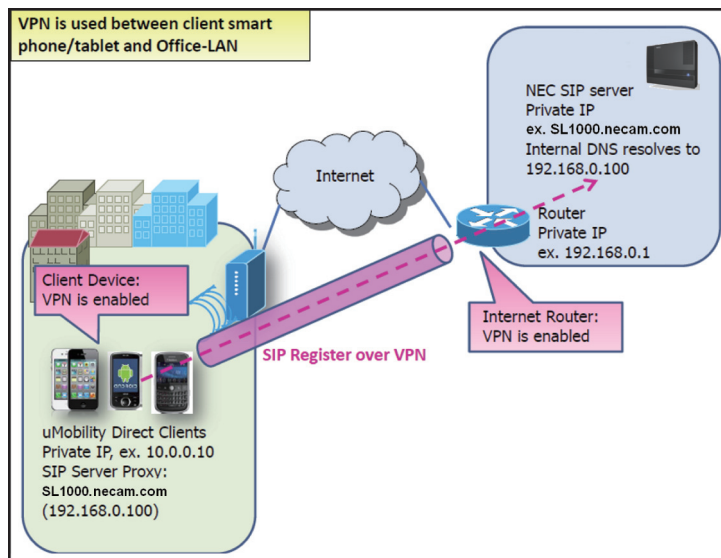 VPN is used between client smart
phone/tablet and Office-LAN
NEC SIP server
Private IP
ex. SL1000.necam.com
Internal DNS resolves to
192.168.0.100
Internet
Router
Private IP
ex. 192.168.0.1
Client Device:
VPN is enabled
Internet Router:
VPN is enabled
SIP Register over VPN
ANDROID
uMobility Direct Clients
Private IP, ex. 10.0.0.10
SIP Server Proxy:
SL1000.necam.com
(192.168.0.100)